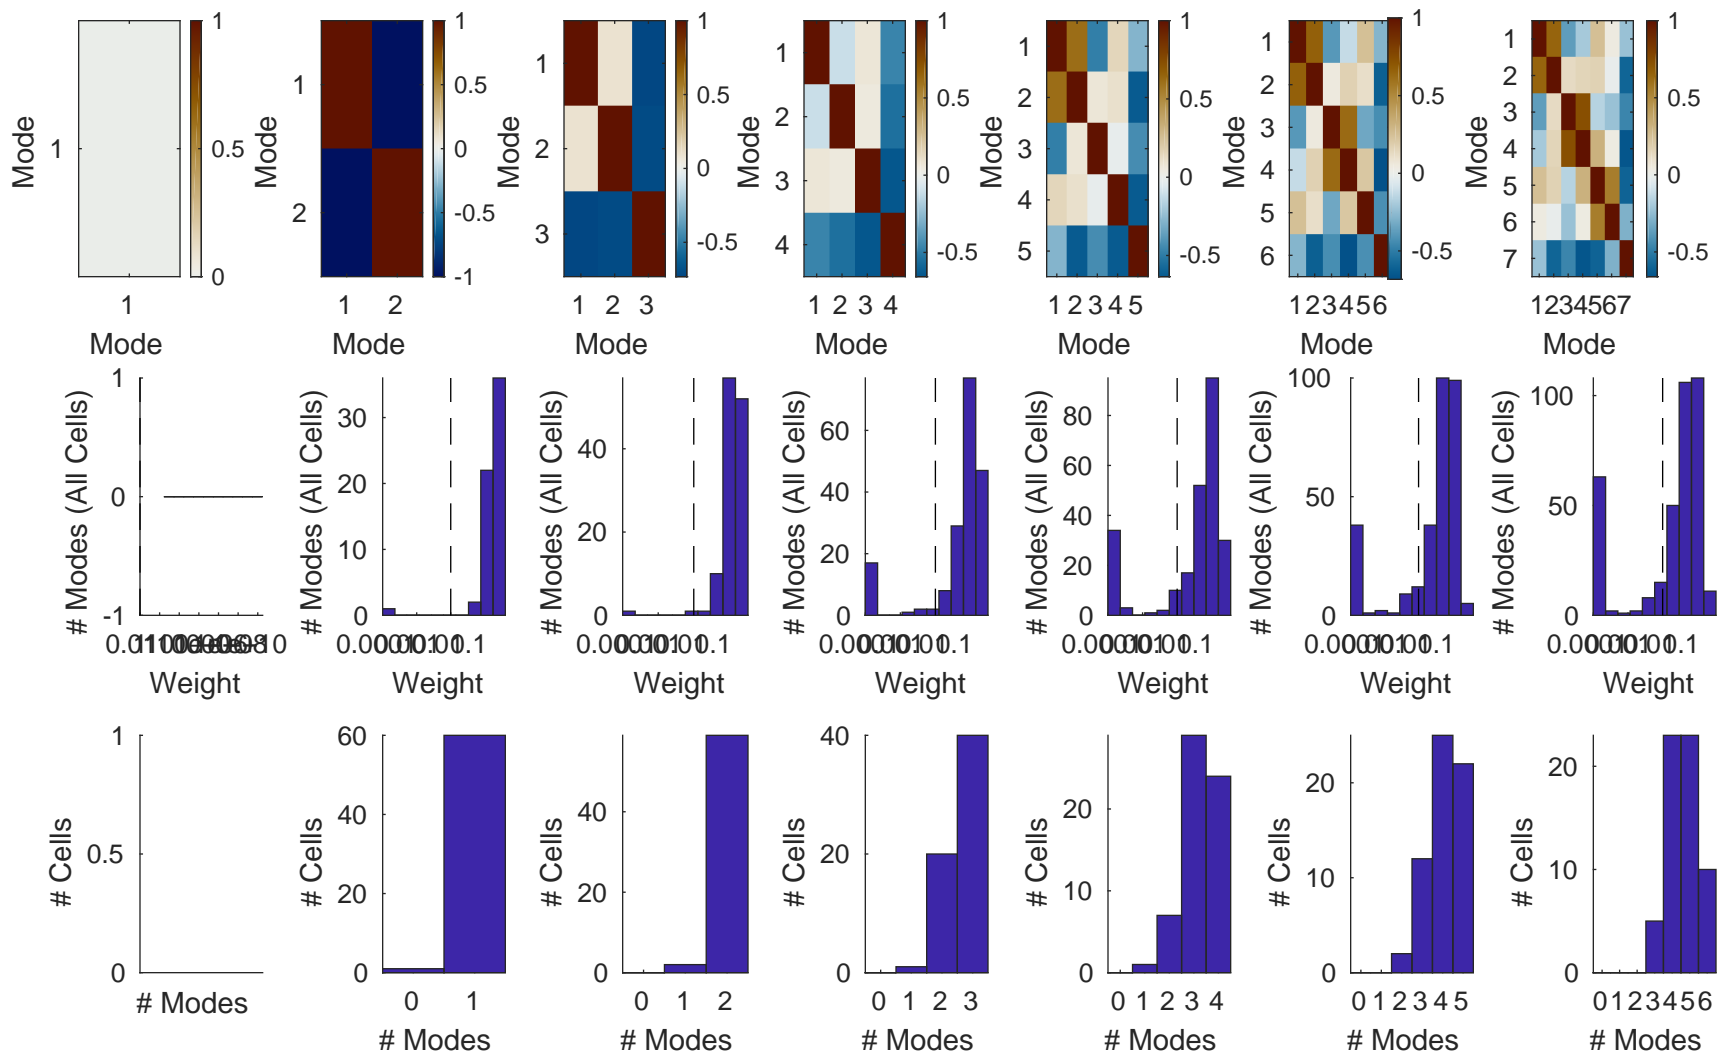 1
Mode
1
Mode
1
0.5
0
1
2
Mode
1 2
Mode
1
0.5
0
-0.5
-1
1
2
3
Mode
1 2 3
Mode
1
0.5
0
-0.5
1
2
3
4
Mode
1 2 3 4
Mode
1
0.5
0
-0.5
1
2
3
4
5
Mode
1 2 3 4 5
Mode
1
0.5
0
-0.5
1
2
3
4
5
6
Mode
123456
Mode
1
0.5
0
-0.5
1
2
3
4
5
6
7
Mode
1234567
Mode
1
0.5
0
-0.5
# Modes (All Cells)
1
0
-1
Weight
# Modes (All Cells)
30
20
10
0
0.1
Weight
# Modes (All Cells)
40
20
0
0.1
Weight
# Modes (All Cells)
60
40
20
0
0.1
Weight
# Modes (All Cells)
80
60
40
20
0
0.1
Weight
# Modes (All Cells)
100
50
0
0.1
Weight
# Modes (All Cells)
100
50
0
0.1
Weight
# Cells
1
0.5
0
# Modes
# Cells
60
40
20
0
0 1
# Modes
# Cells
40
20
0
0 1 2
# Modes
# Cells
40
20
0
0 1 2 3
# Modes
# Cells
20
10
0
0 1 2 3 4
# Modes
# Cells
20
10
0
0 1 2 3 4 5
# Modes
# Cells
20
10
0
0 1 2 3 4 5 6
# Modes